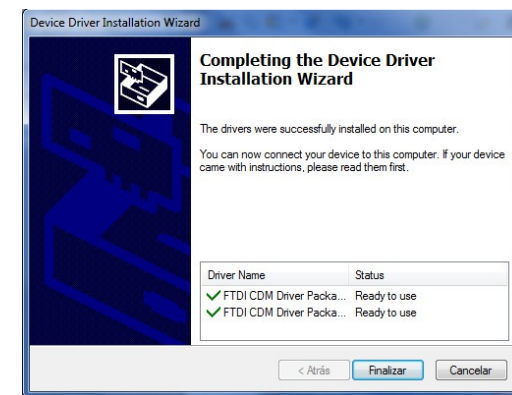 Device Driver Installation Wizard
Completing the Device Driver
Installation Wizard
The drivers were successfully installed on this computer.
You can now connect your device to this computer. If your device
came with instructions, please read them first.
Driver Name Status
FTDI CDM Driver Packa... Ready to use
FTDI CDM Driver Packa... Ready to use
< Atrás Finalizar Cancelar